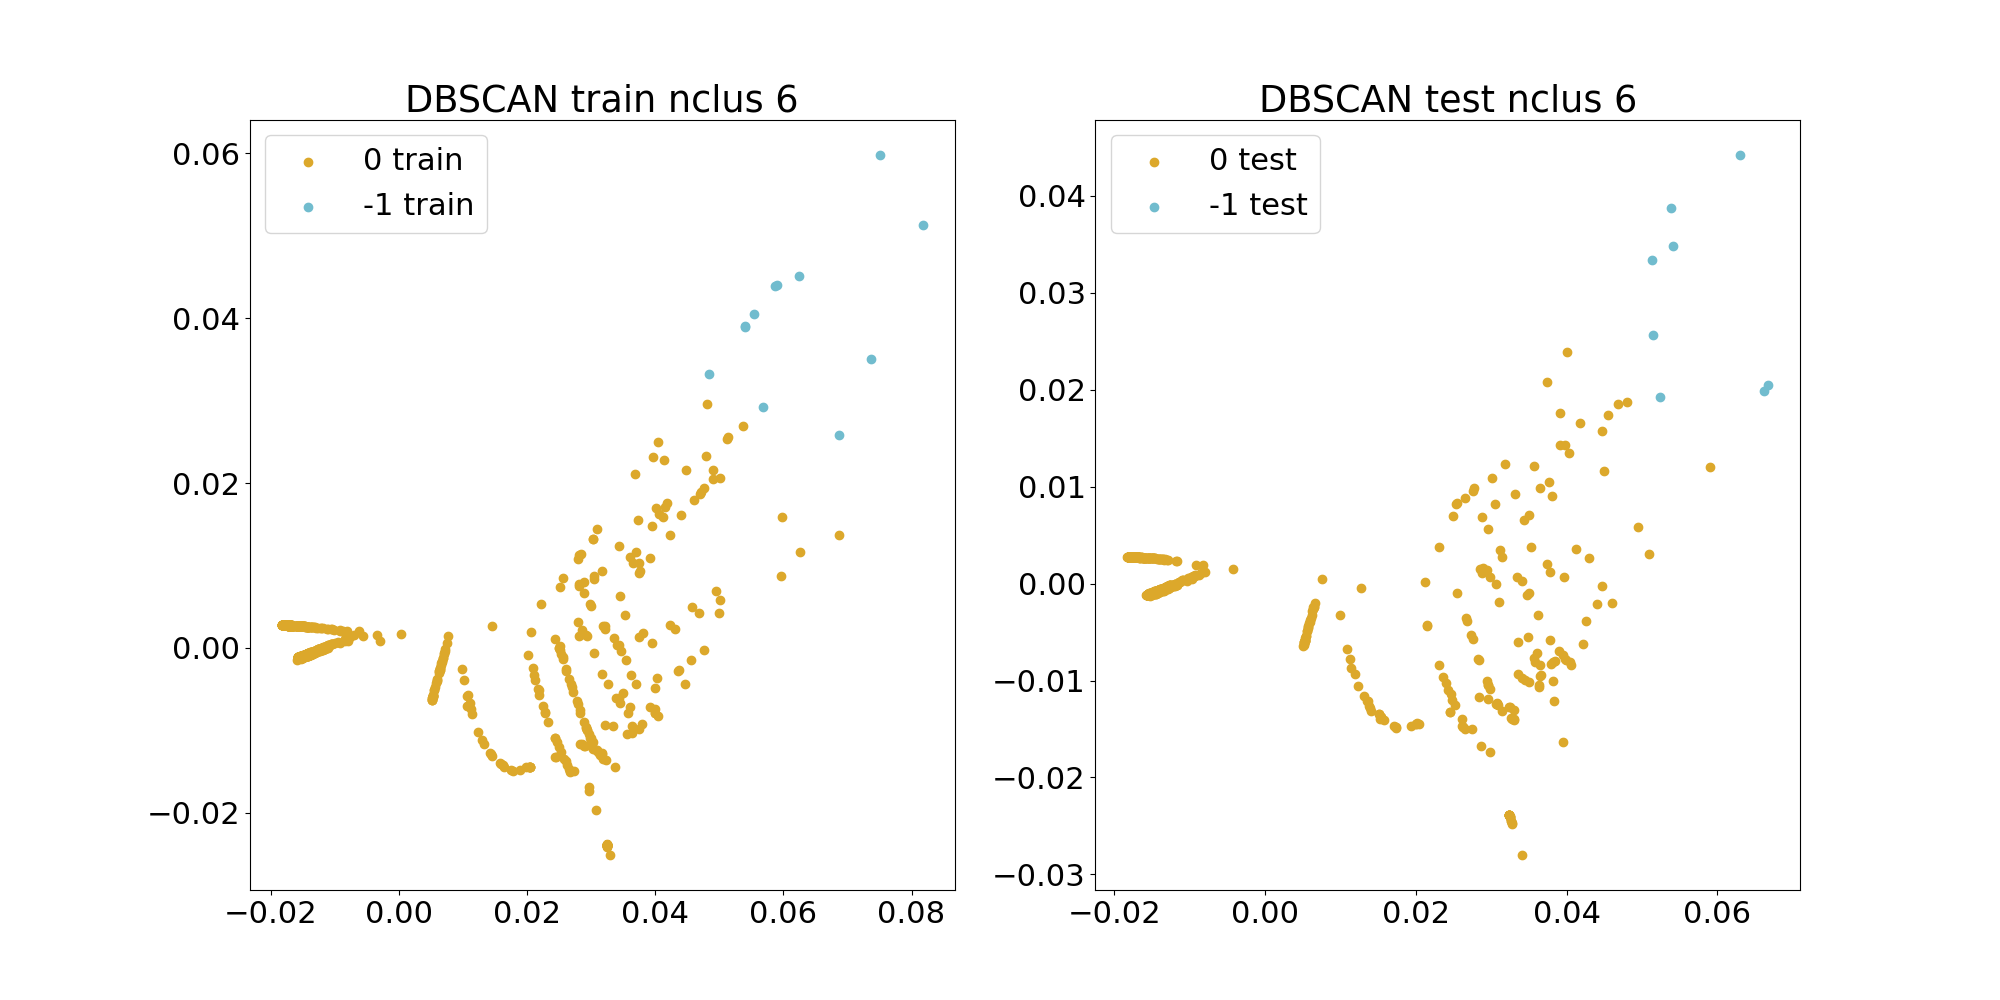 DBSCAN train nclus 6
0 train
-1 train
0.06
0.04
0.02
0.00
−0.02
−0.02 0.00 0.02 0.04 0.06 0.08
DBSCAN test nclus 6
0 test
-1 test
0.04
0.03
0.02
0.01
0.00
−0.01
−0.02
−0.03
−0.02 0.00 0.02 0.04 0.06